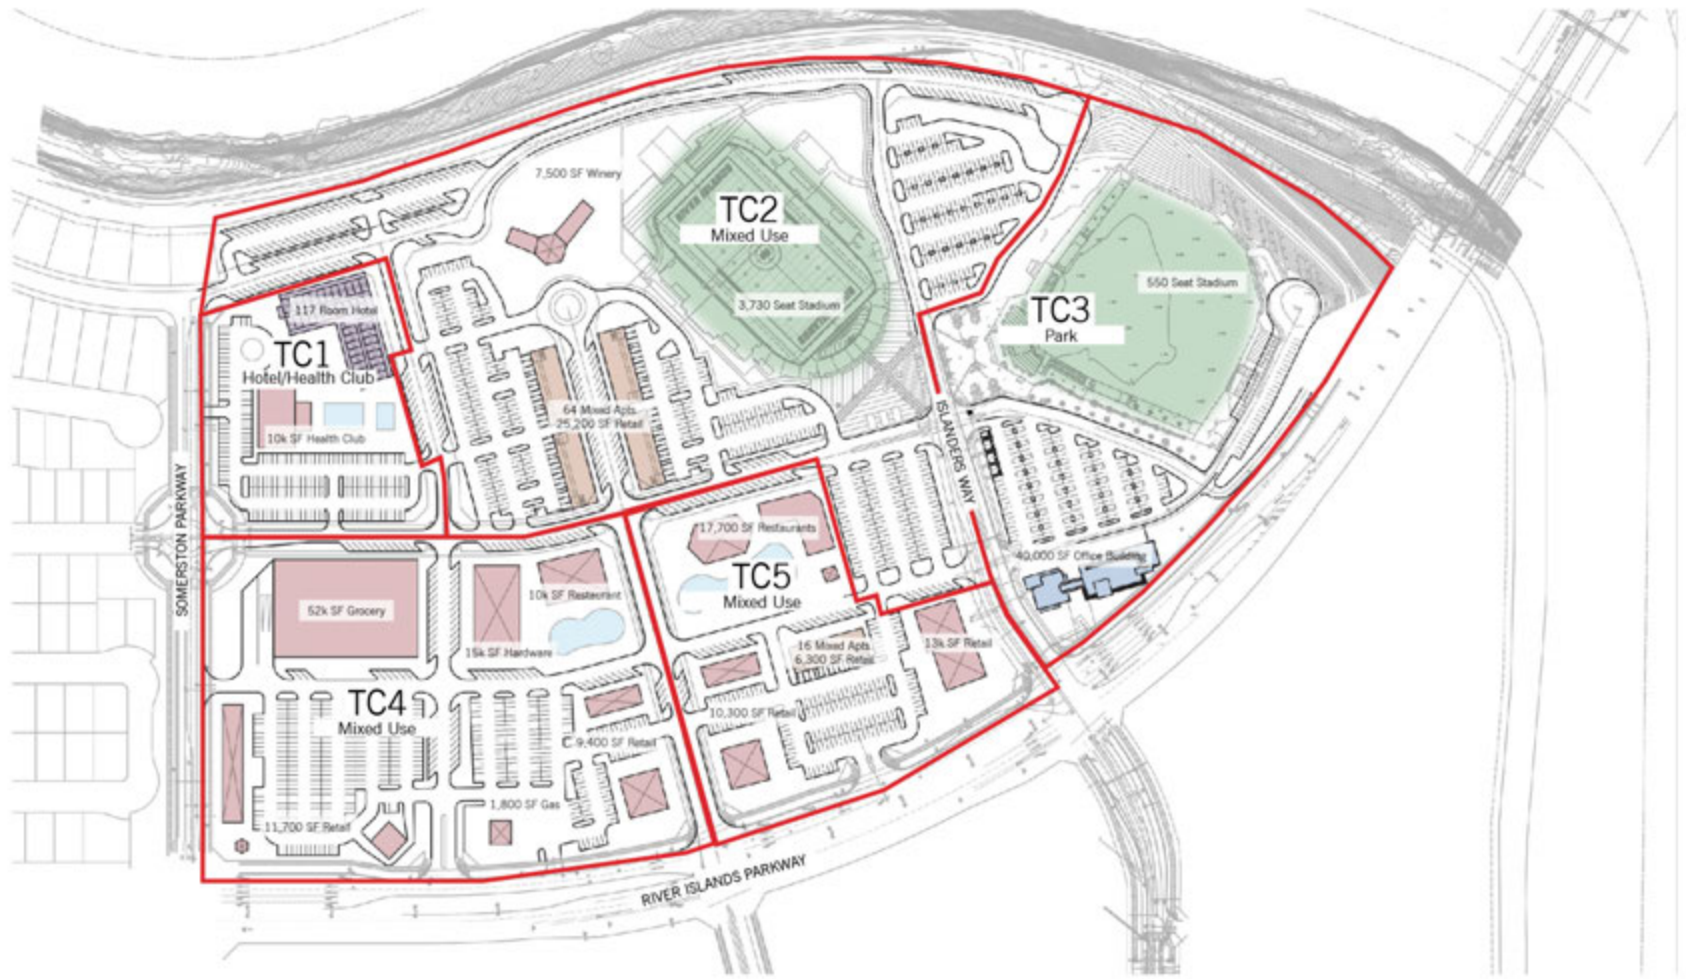 7,500 SF Winery
RIVER ISLANDS
TC2
Mixed Use
3,730 Seat Stadium
550 Seat Stadium
TC3
Park
117 Room Hotel
TC1
Hotel/Health Club
10k SF Health Club
64 Mixed Apts
25,200 SF Retail
ISLANDERS WAY
SOMERSTON PARKWAY
17,700 SF Restaurants
TC5
Mixed Use
40,000 SF Office Building
52k SF Grocery
10k SF Restaurant
15k SF Hardware
16 Mixed Apts
6,300 SF Retail
13k SF Retail
TC4
Mixed Use
10,300 SF Retail
9,400 SF Retail
1,800 SF Gas
11,700 SF Retail
RIVER ISLANDS PARKWAY